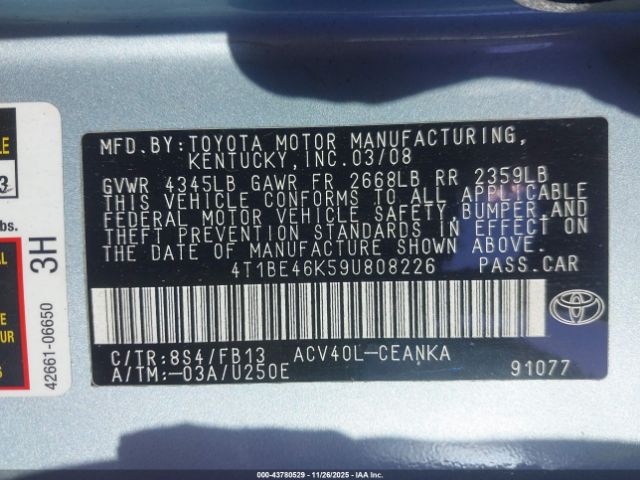 MFD.BY: TOYOTA MOTOR MANUFACTURING,
KENTUCKY, INC. 03/08
GVWR 4345LB GAWR FR 2668LB RR 2359LB
THIS VEHICLE CONFORMS TO ALL APPLICABLE
FEDERAL MOTOR VEHICLE SAFETY, BUMPER, AND
THEFT PREVENTION STANDARDS IN EFFECT ON
THE DATE OF MANUFACTURE SHOWN ABOVE.
4T1BE46K59U808226 PASS.CAR
C/TR: 8S4/FB13 ACV40L-CEANKA
A/TM:-03A/U250E
91077
TOYOTA
3
bs.
3H
42661-06650
000-43780529 - 11/26/2025 - IAA Inc.